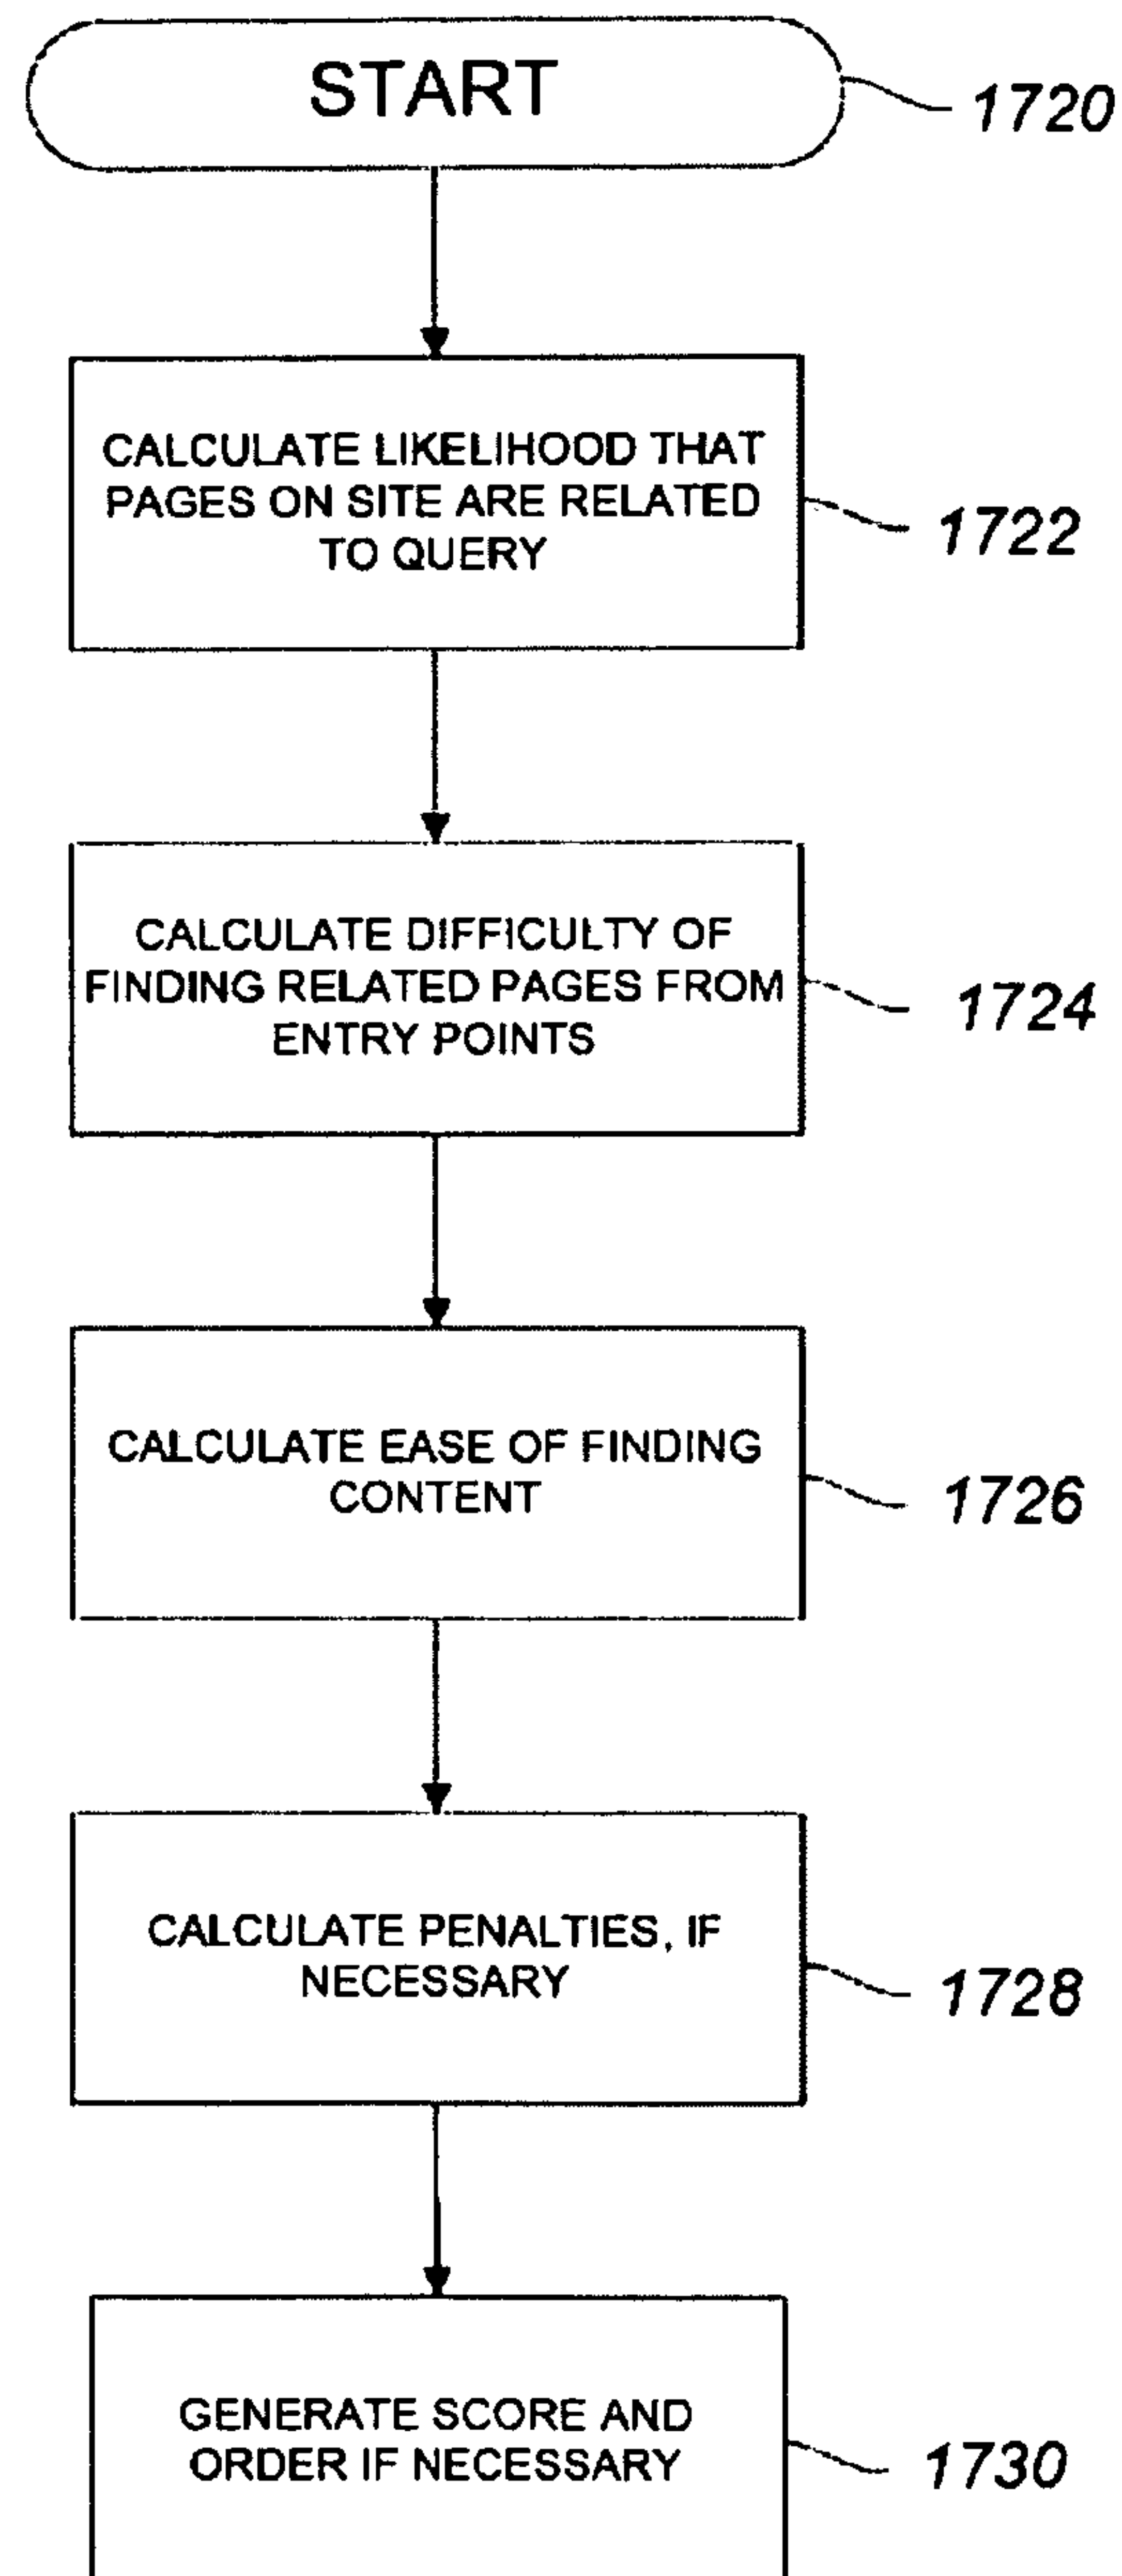 START
1720
CALCULATE LIKELIHOOD THAT
PAGES ON SITE ARE RELATED
TO QUERY
1722
CALCULATE DIFFICULTY OF
FINDING RELATED PAGES FROM
ENTRY POINTS
1724
CALCULATE EASE OF FINDING
CONTENT
1726
CALCULATE PENALTIES, IF
NECESSARY
1728
GENERATE SCORE AND
ORDER IF NECESSARY
1730